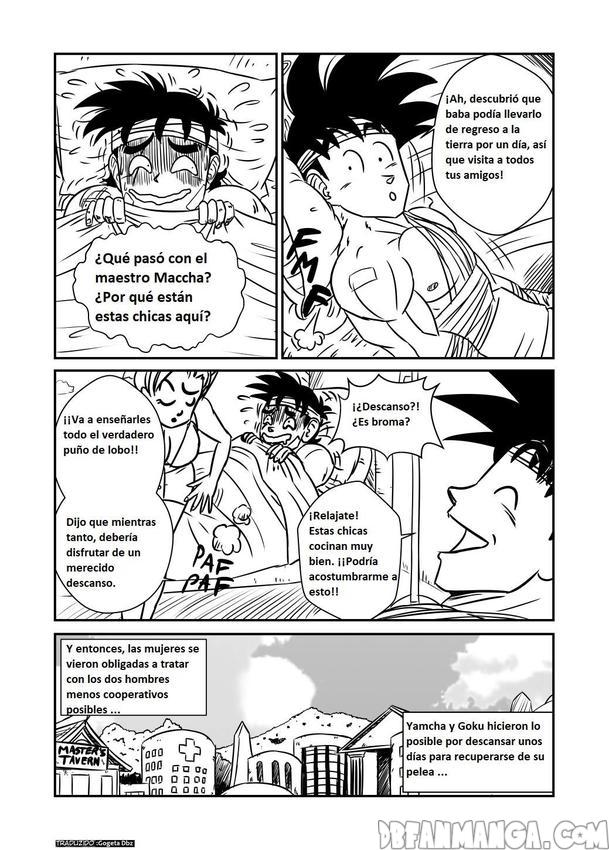 ¿Qué pasó con el
maestro Maccha?
¿Por qué están
estas chicas aquí?
¡Ah, descubrió que
baba podía llevarlo
de regreso a la
tierra por un día, así
que visita a todos
tus amigos!
FMF
¡¡Va a enseñarles
todo el verdadero
puño de lobo!!
Dijo que mientras
tanto, debería
disfrutar de un
merecido
descanso.
PAF
PAF
¡¿Descanso?!
¿Es broma?
¡Relajate!
Estas chicas
cocinan muy
bien. ¡¡Podría
acostumbrarme a
esto!!
Y entonces, las mujeres se
vieron obligadas a tratar
con los dos hombres
menos cooperativos
posibles ...
MASTER'S
TAVERN
Yamcha y Goku hicieron lo
posible por descansar unos
días para recuperarse de su
pelea ...
TRADUZIDO :Gogeta Dbz
DBFANMANGA.COM